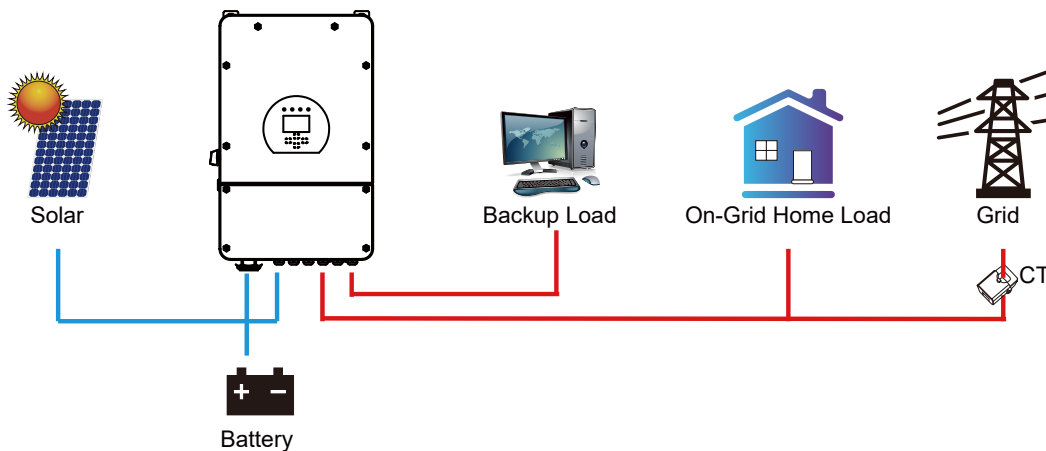 Solar
Backup Load
On-Grid Home Load
Grid
CT
Battery